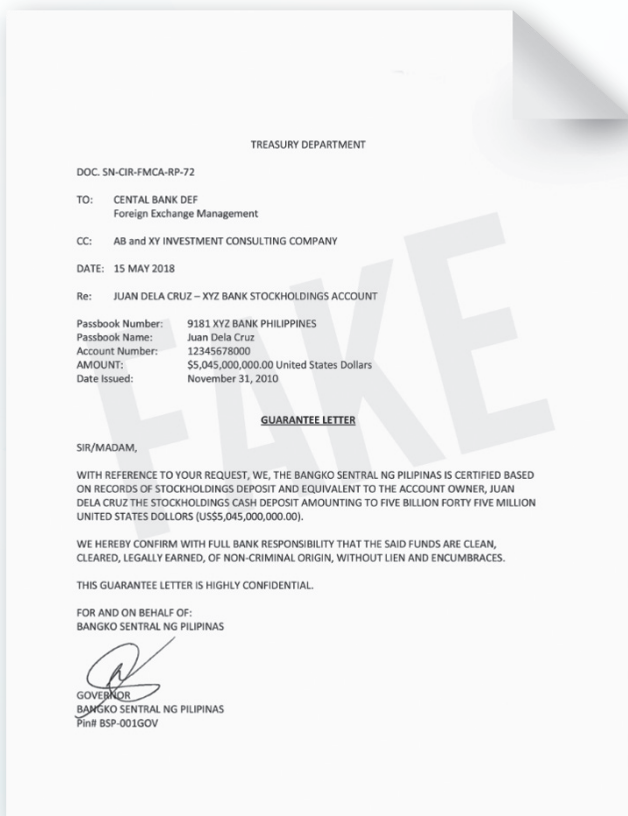 TREASURY DEPARTMENT
DOC. SN-CIR-FMCA-RP-72
TO: CENTAL BANK DEF
Foreign Exchange Management
CC: AB and XY INVESTMENT CONSULTING COMPANY
DATE: 15 MAY 2018
Re: JUAN DELA CRUZ – XYZ BANK STOCKHOLDINGS ACCOUNT
Passbook Number: 9181 XYZ BANK PHILIPPINES
Passbook Name: Juan Dela Cruz
Account Number: 12345678000
AMOUNT: $5,045,000,000.00 United States Dollars
Date Issued: November 31, 2010
FAKE
GUARANTEE LETTER
SIR/MADAM,
WITH REFERENCE TO YOUR REQUEST, WE, THE BANGKO SENTRAL NG PILIPINAS IS CERTIFIED BASED
ON RECORDS OF STOCKHOLDINGS DEPOSIT AND EQUIVALENT TO THE ACCOUNT OWNER, JUAN
DELA CRUZ THE STOCKHOLDINGS CASH DEPOSIT AMOUNTING TO FIVE BILLION FORTY FIVE MILLION
UNITED STATES DOLLARS (US$5,045,000,000.00).
WE HEREBY CONFIRM WITH FULL BANK RESPONSIBILITY THAT THE SAID FUNDS ARE CLEAN,
CLEARED, LEGALLY EARNED, OF NON-CRIMINAL ORIGIN, WITHOUT LIEN AND ENCUMBRACES.
THIS GUARANTEE LETTER IS HIGHLY CONFIDENTIAL.
FOR AND ON BEHALF OF:
BANGKO SENTRAL NG PILIPINAS
GOVERNOR
BANGKO SENTRAL NG PILIPINAS
Pin# BSP-001GOV